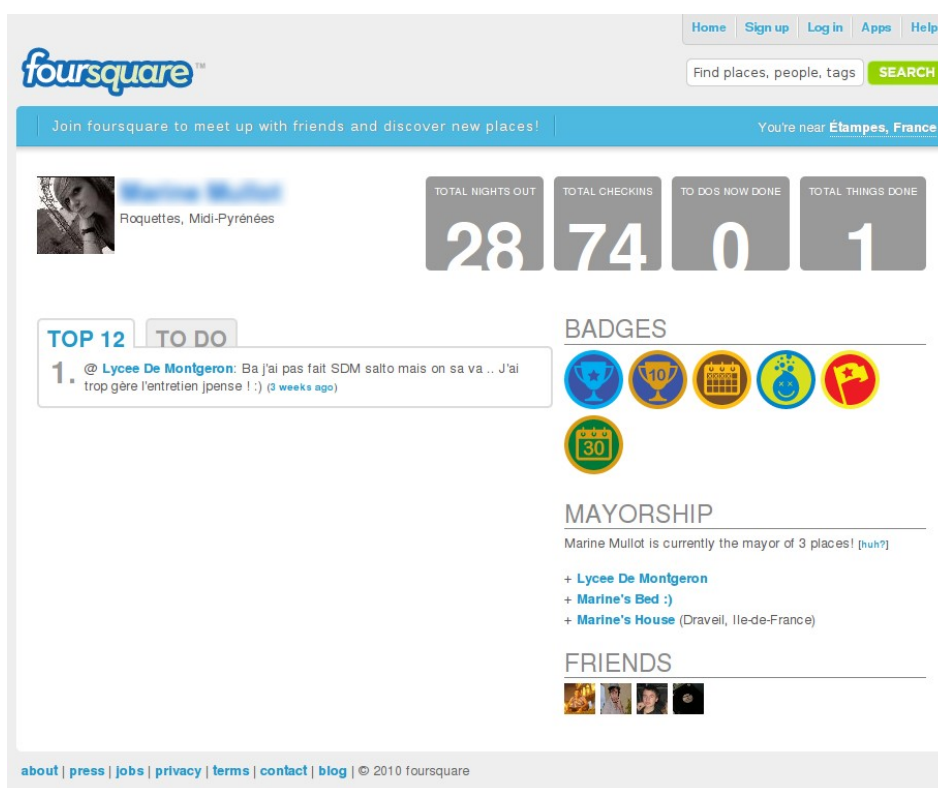 Home Sign up Log in Apps Help
foursquare™
Find places, people, tags SEARCH
Join foursquare to meet up with friends and discover new places!
You're near Étampes, France
Roquettes, Midi-Pyrénées
TOTAL NIGHTS OUT
28
TOTAL CHECKINS
74
TO DOS NOW DONE
0
TOTAL THINGS DONE
1
TOP 12
TO DO
1. @ Lycee De Montgeron: Ba j'ai pas fait SDM salto mais on sa va .. J'ai
trop gère l'entretien jpense ! :) (3 weeks ago)
BADGES
10
30
MAYORSHIP
Marine Mullot is currently the mayor of 3 places! [huh?]
+ Lycee De Montgeron
+ Marine's Bed :)
+ Marine's House (Draveil, Ile-de-France)
FRIENDS
about | press | jobs | privacy | terms | contact | blog | © 2010 foursquare